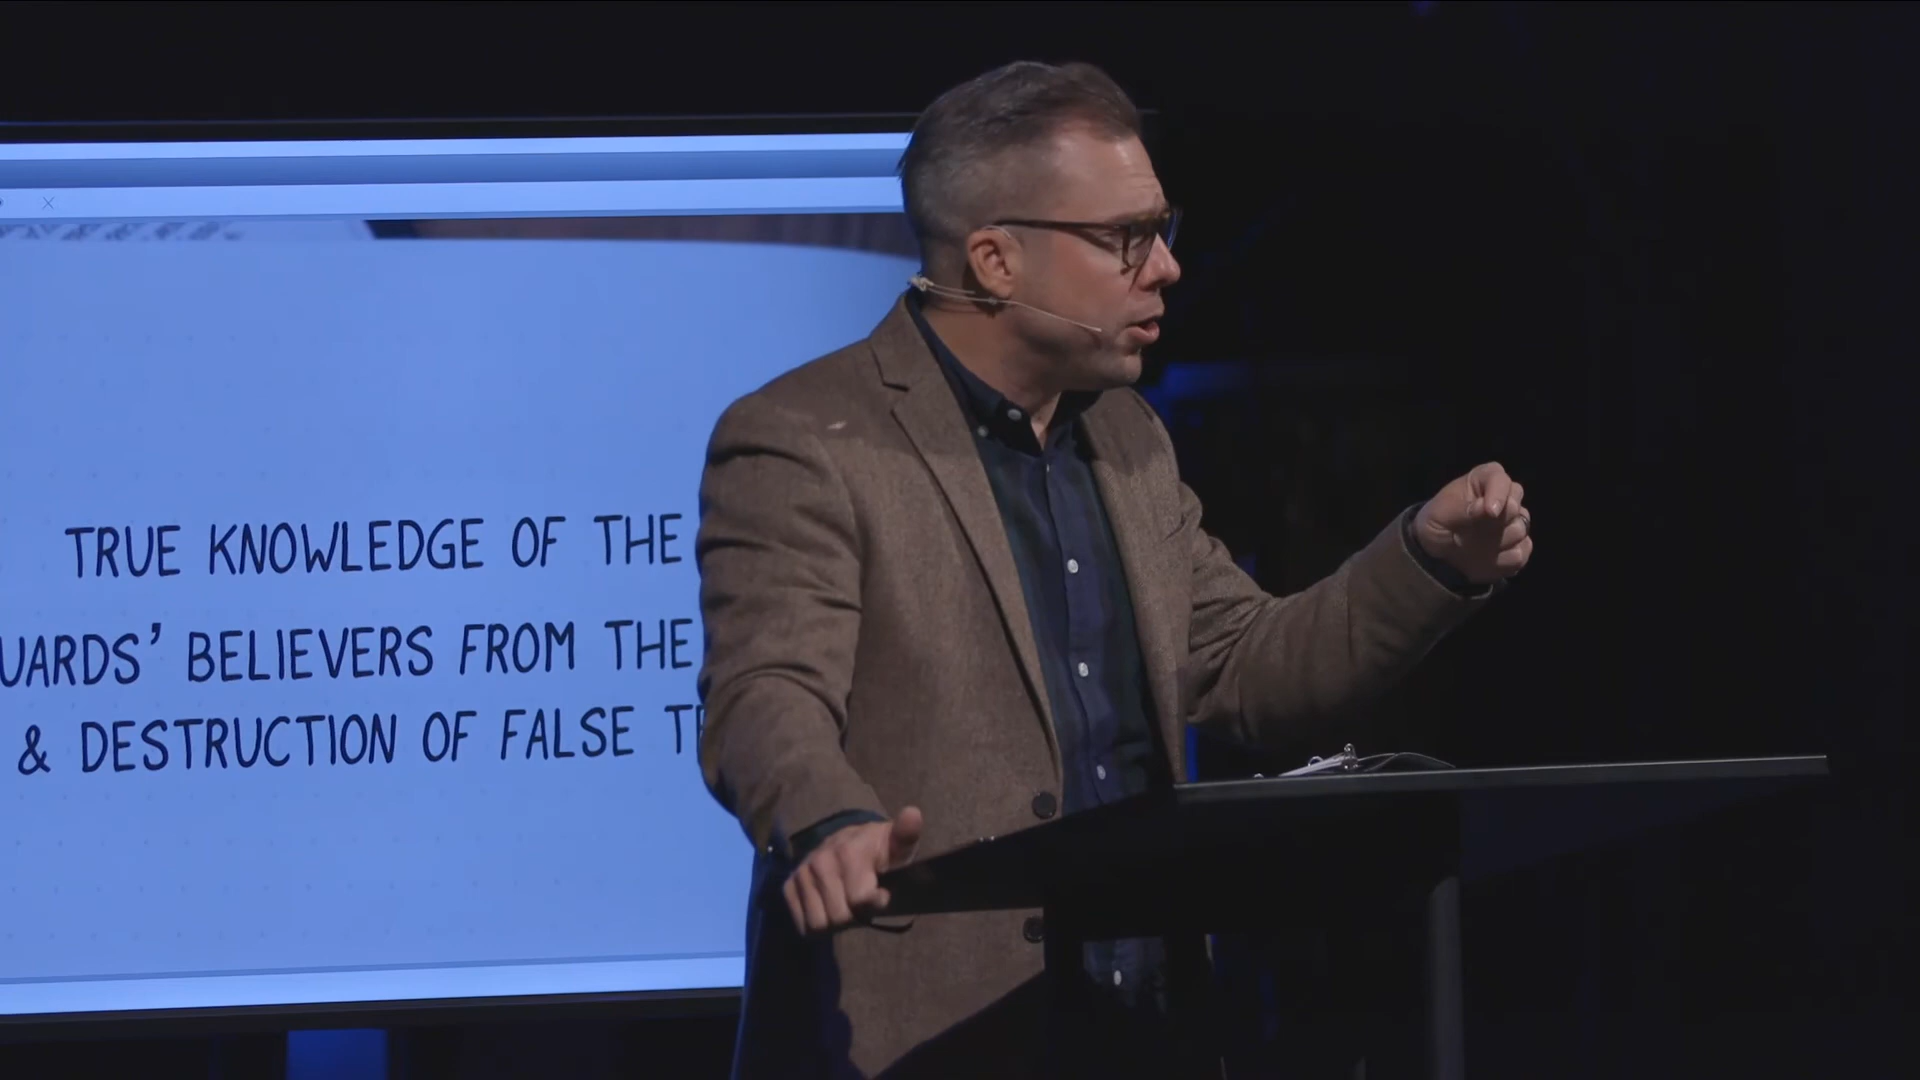 TRUE KNOWLEDGE OF THE
UARDS' BELIEVERS FROM THE
& DESTRUCTION OF FALSE